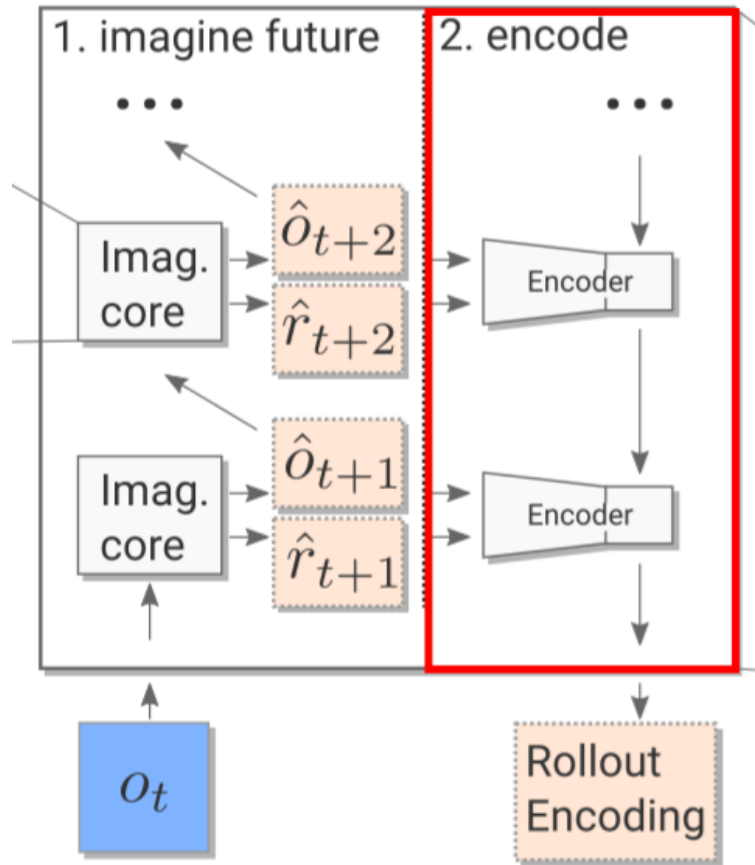 1. imagine future
2. encode
...
...
ô_{t+2}
Imag.
core
r̂_{t+2}
Encoder
ô_{t+1}
Imag.
core
r̂_{t+1}
Encoder
o_t
Rollout
Encoding